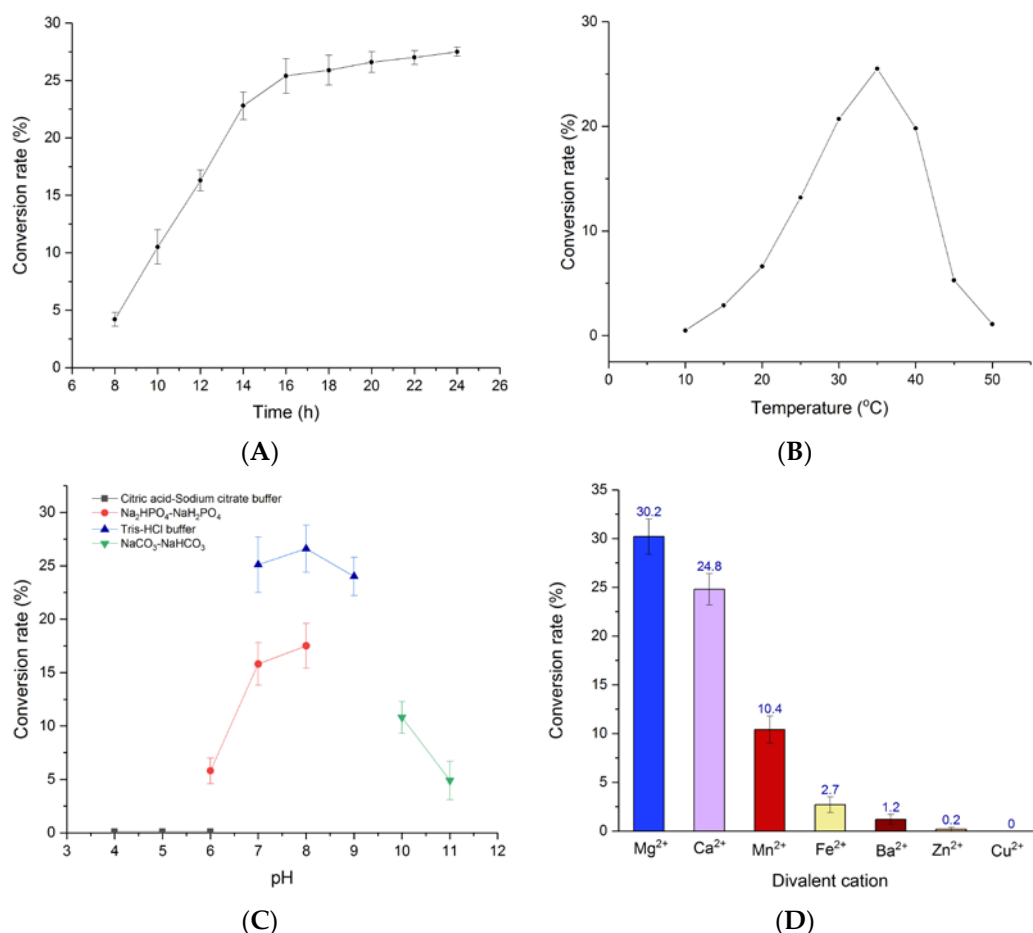 30
25
20
15
10
5
0
Conversion rate (%)
6 8 10 12 14 16 18 20 22 24 26
Time (h)
(A)
30
20
10
0
Conversion rate (%)
0 10 20 30 40 50
Temperature (°C)
(B)
Citric acid-Sodium citrate buffer
Na₂HPO₄-NaH₂PO₄
Tris-HCl buffer
NaCO₃-NaHCO₃
30
25
20
15
10
5
0
Conversion rate (%)
3 4 5 6 7 8 9 10 11 12
pH
(C)
35
30
25
20
15
10
5
0
Conversion rate (%)
30.2
24.8
10.4
2.7
1.2
0.2
0
Mg²⁺ Ca²⁺ Mn²⁺ Fe²⁺ Ba²⁺ Zn²⁺ Cu²⁺
Divalent cation
(D)